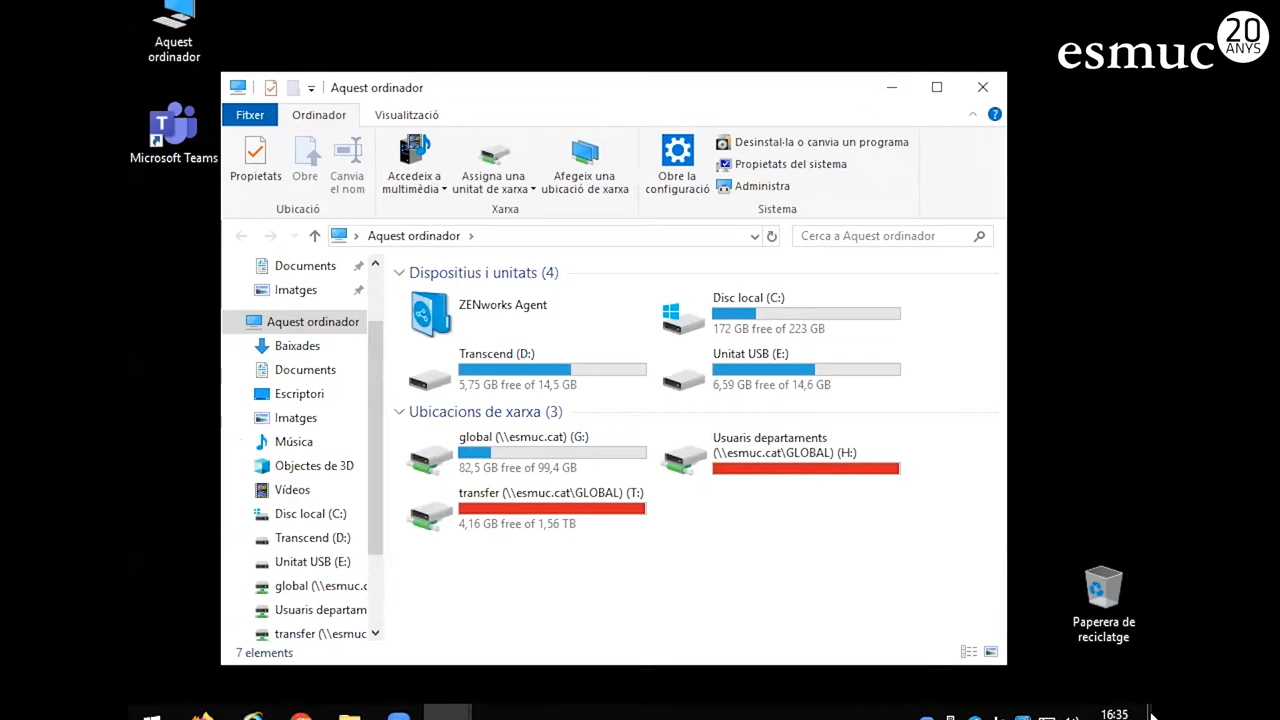 Aquest
ordinador
Microsoft Teams
esmuc
20
ANYS
Aquest ordinador
Fitxer
Ordinador
Visualització
Propietats
Obre
Canvia
el nom
Ubicació
Accedeix a
multimèdia
Assigna una
unitat de xarxa
Afegeix una
ubicació de xarxa
Xarxa
Obre la
configuració
Desinstal·la o canvia un programa
Propietats del sistema
Administra
Sistema
Aquest ordinador
Cerca a Aquest ordinador
Documents
Imatges
Aquest ordinador
Baixades
Documents
Escriptori
Imatges
Música
Objectes de 3D
Vídeos
Disc local (C:)
Transcend (D:)
Unitat USB (E:)
global (\\esmuc.c
Usuaris departam
transfer (\\esmuc
Dispositius i unitats (4)
ZENworks Agent
Disc local (C:)
172 GB free of 223 GB
Transcend (D:)
5,75 GB free of 14,5 GB
Unitat USB (E:)
6,59 GB free of 14,6 GB
Ubicacions de xarxa (3)
global (\\esmuc.cat) (G:)
82,5 GB free of 99,4 GB
Usuaris departaments
(\\esmuc.cat\GLOBAL) (H:)
transfer (\\esmuc.cat\GLOBAL) (T:)
4,16 GB free of 1,56 TB
7 elements
Paperera de
reciclatge
16:35